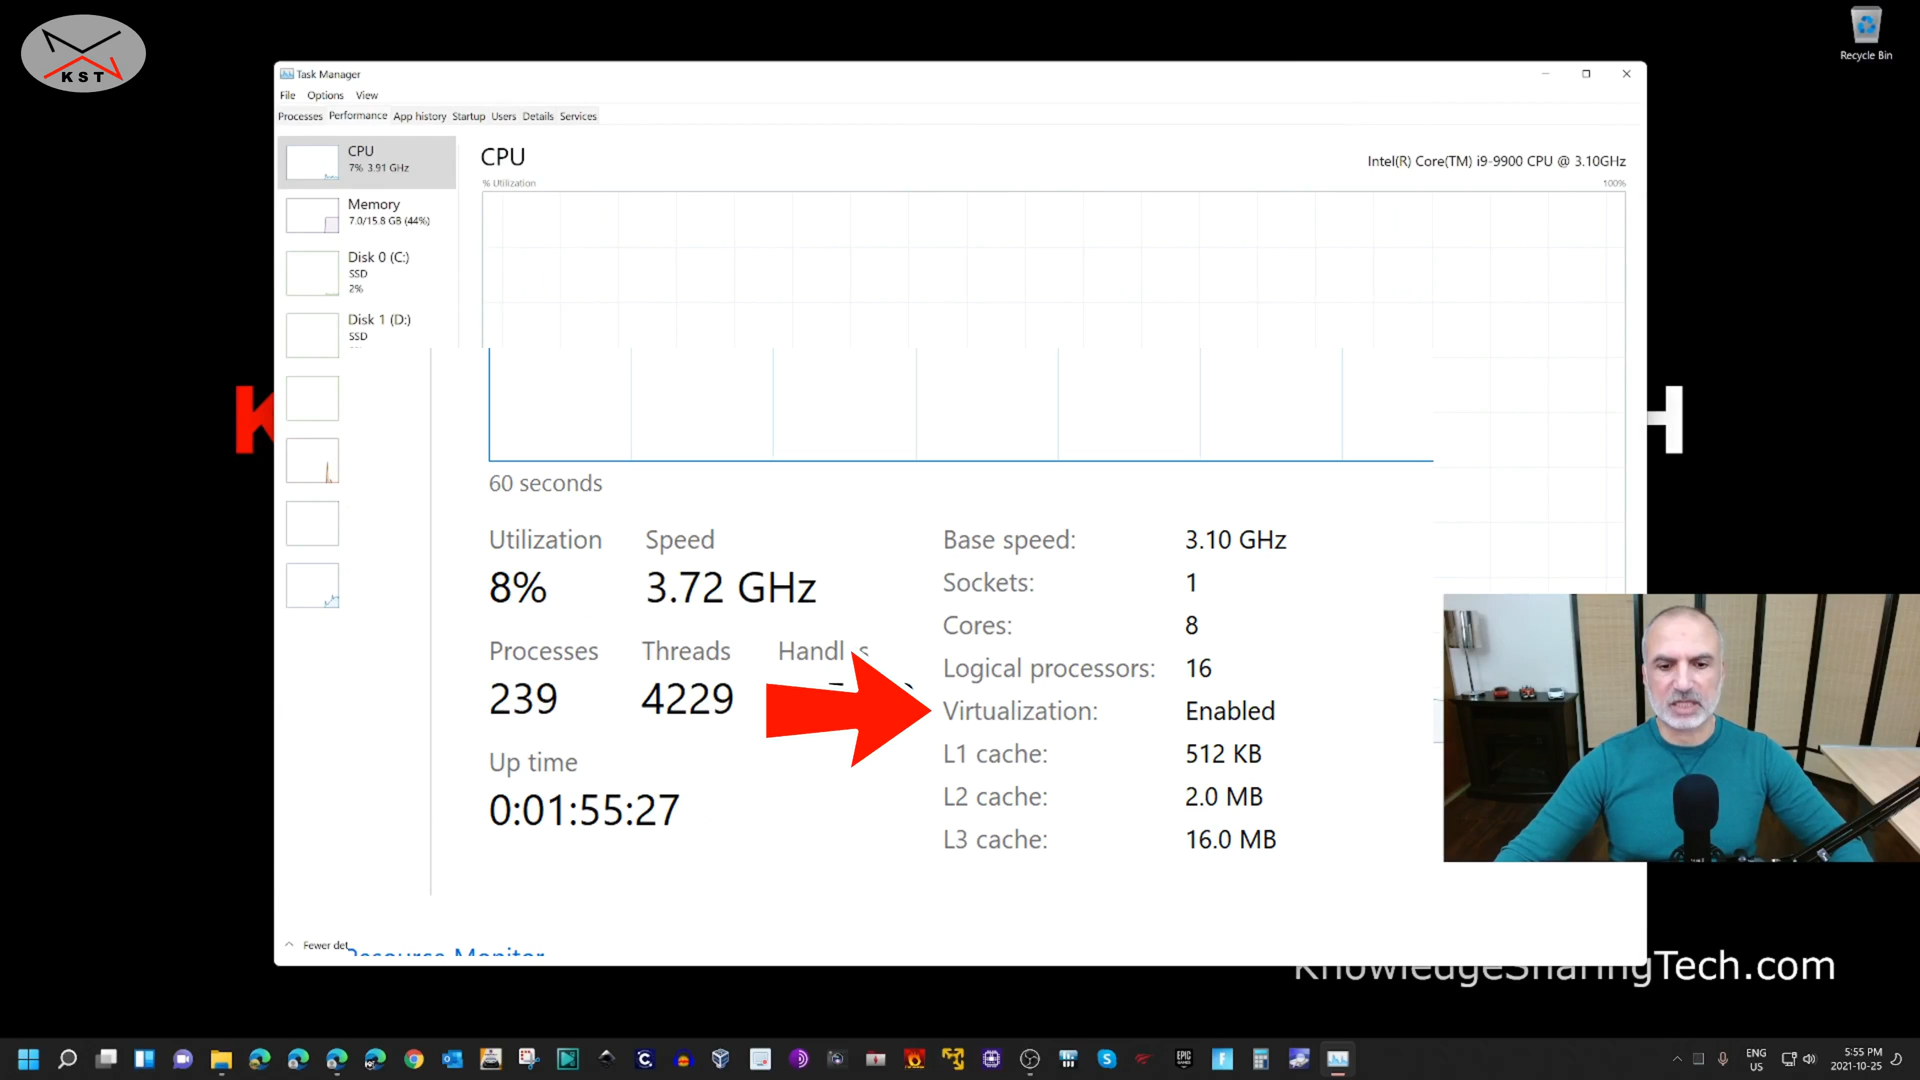 KST
Recycle Bin
Task Manager
File Options View
Processes Performance App history Startup Users Details Services
CPU
7% 3.91 GHz
Memory
7.0/15.8 GB (44%)
Disk 0 (C:)
SSD
2%
Disk 1 (D:)
SSD
CPU
Intel(R) Core(TM) i9-9900 CPU @ 3.10GHz
% Utilization
100%
K
H
60 seconds
Utilization Speed
8% 3.72 GHz
Processes Threads
239 4229
Up time
0:01:55:27
Base speed: 3.10 GHz
Sockets: 1
Cores: 8
Logical processors: 16
Virtualization: Enabled
L1 cache: 512 KB
L2 cache: 2.0 MB
L3 cache: 16.0 MB
Fewer det
Resource Monitor
KnowledgeSharingTech.com
EPIC
GAMES
ENG
US
5:55 PM
2021-10-25